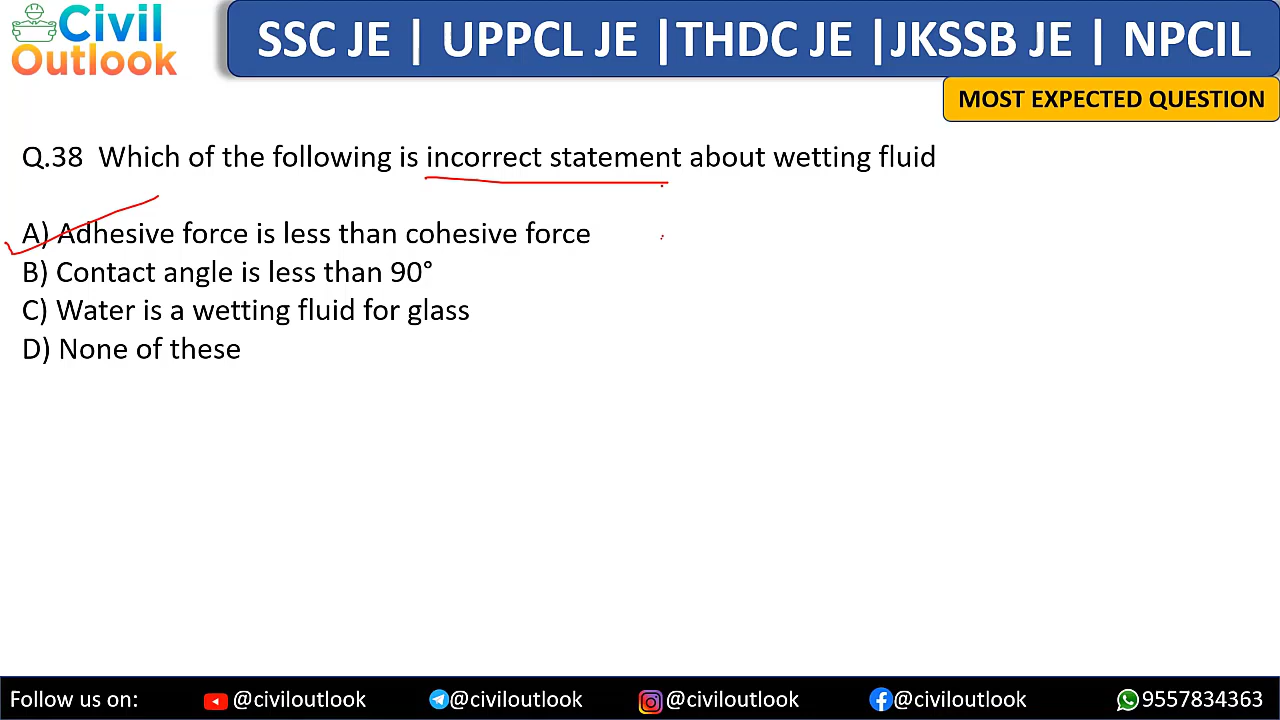 Civil
Outlook
SSC JE | UPPCL JE |THDC JE |JKSSB JE | NPCIL
MOST EXPECTED QUESTION
Q.38 Which of the following is incorrect statement about wetting fluid
A) Adhesive force is less than cohesive force
B) Contact angle is less than 90°
C) Water is a wetting fluid for glass
D) None of these
Follow us on: @civiloutlook @civiloutlook @civiloutlook @civiloutlook 9557834363